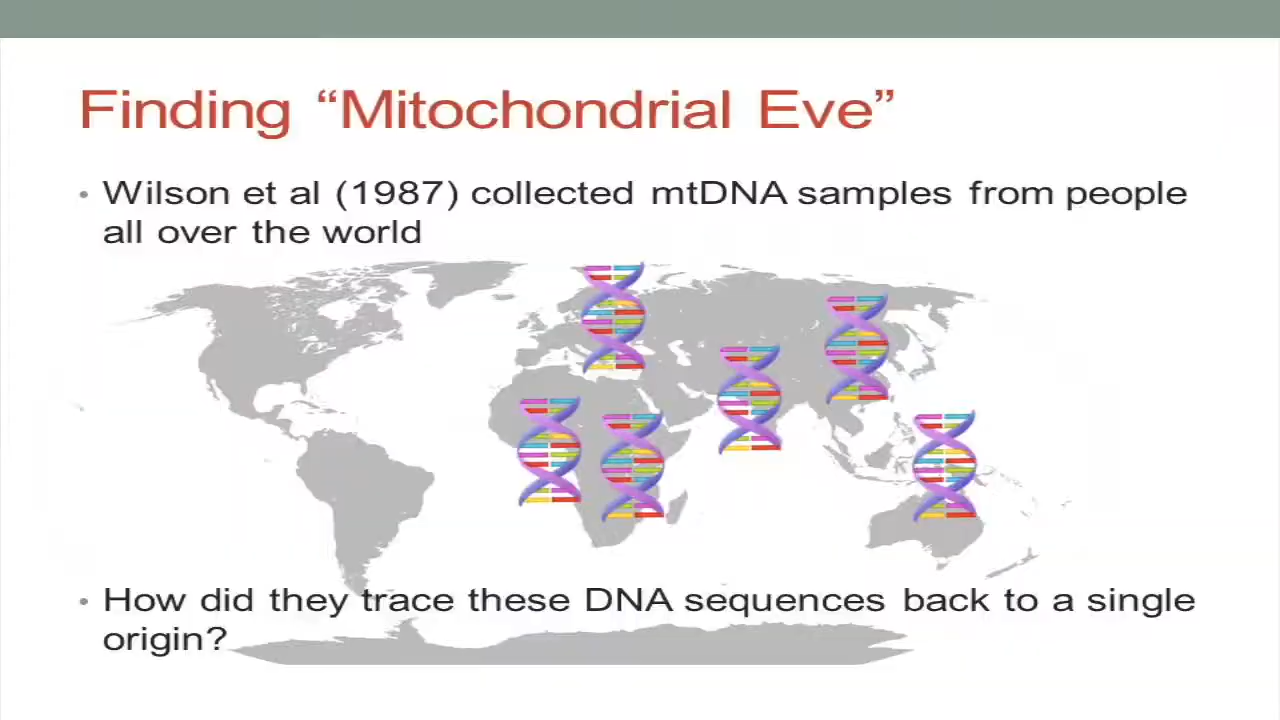 Finding “Mitochondrial Eve”
• Wilson et al (1987) collected mtDNA samples from people
all over the world
• How did they trace these DNA sequences back to a single
origin?